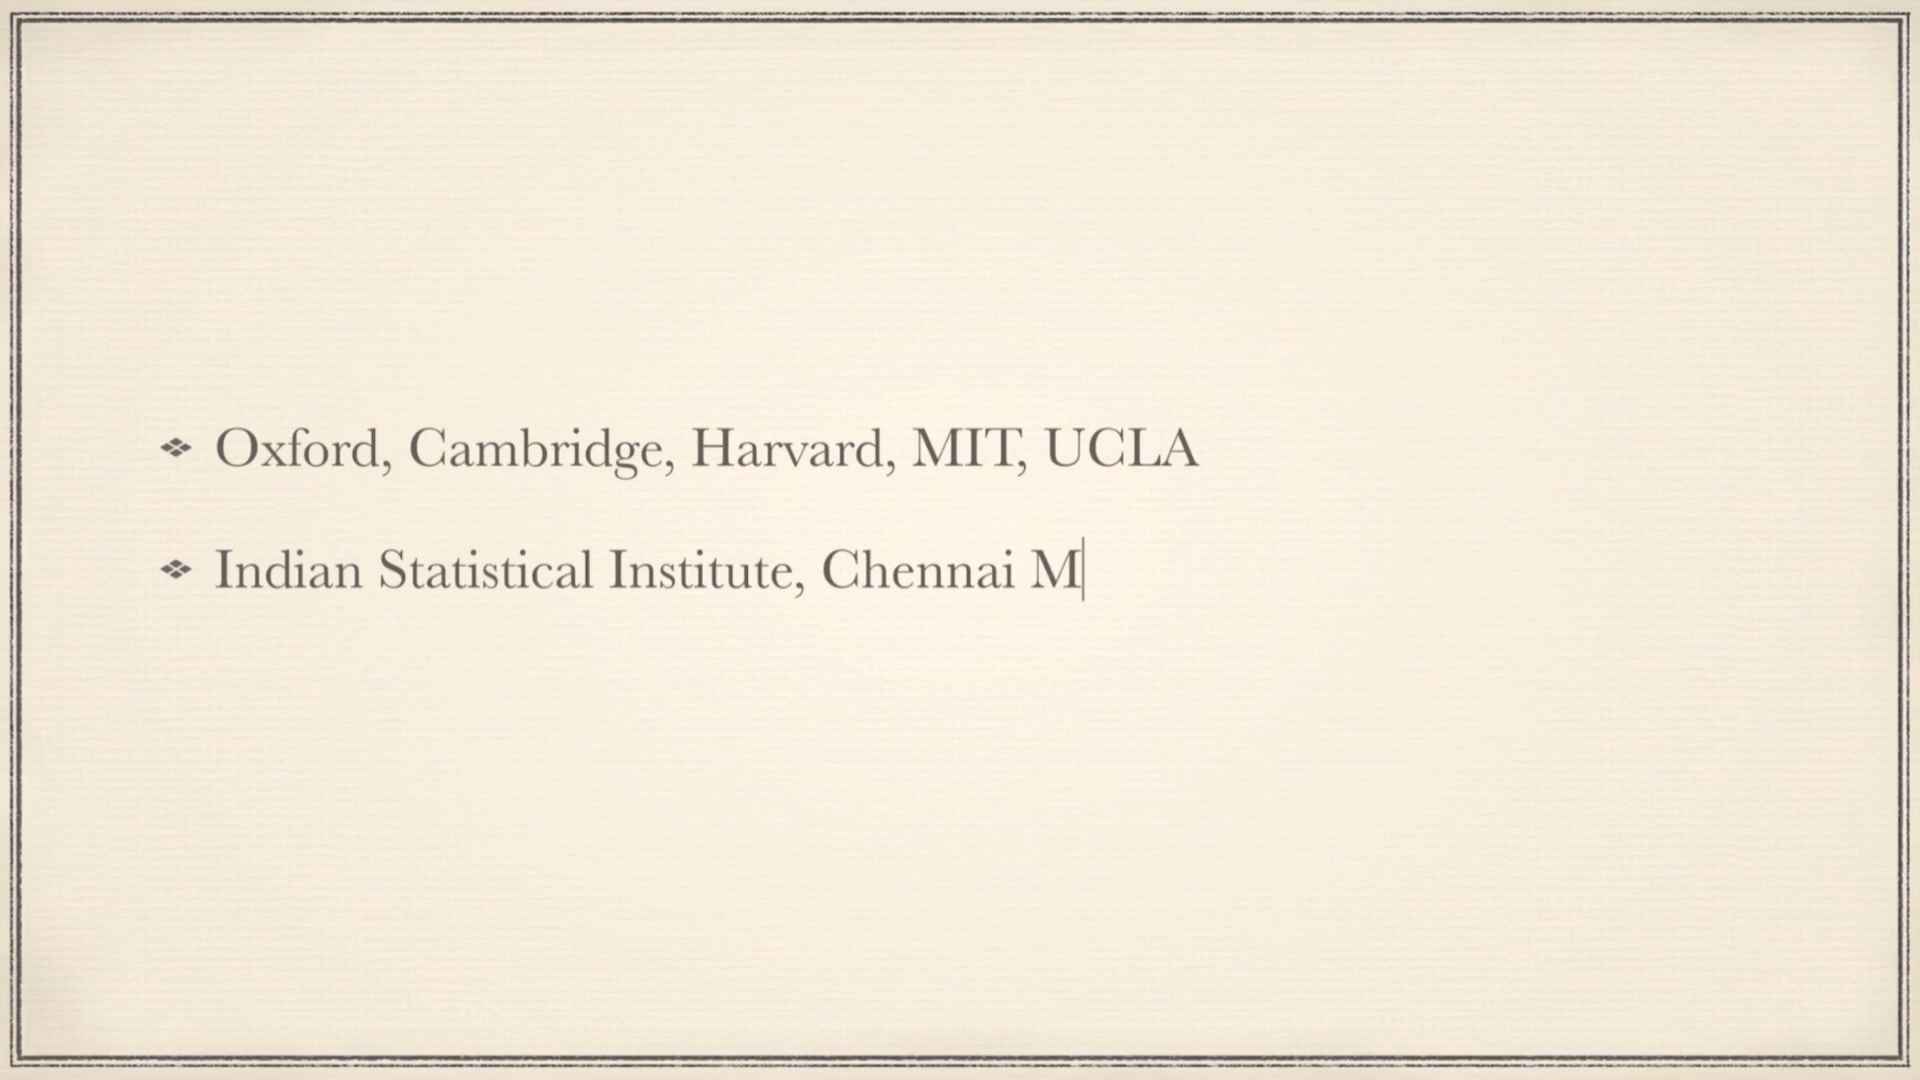 Oxford, Cambridge, Harvard, MIT, UCLA
Indian Statistical Institute, Chennai M